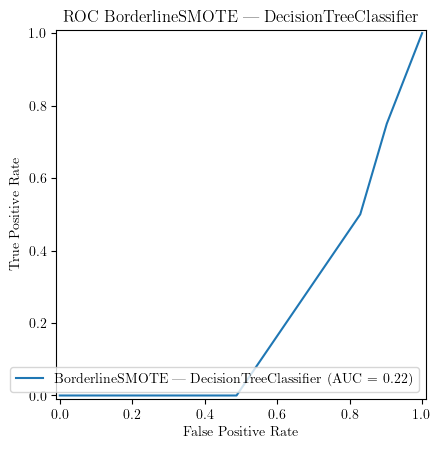 ROC BorderlineSMOTE — DecisionTreeClassifier
1.0
0.8
0.6
0.4
0.2
0.0
True Positive Rate
BorderlineSMOTE — DecisionTreeClassifier (AUC = 0.22)
0.0 0.2 0.4 0.6 0.8 1.0
False Positive Rate